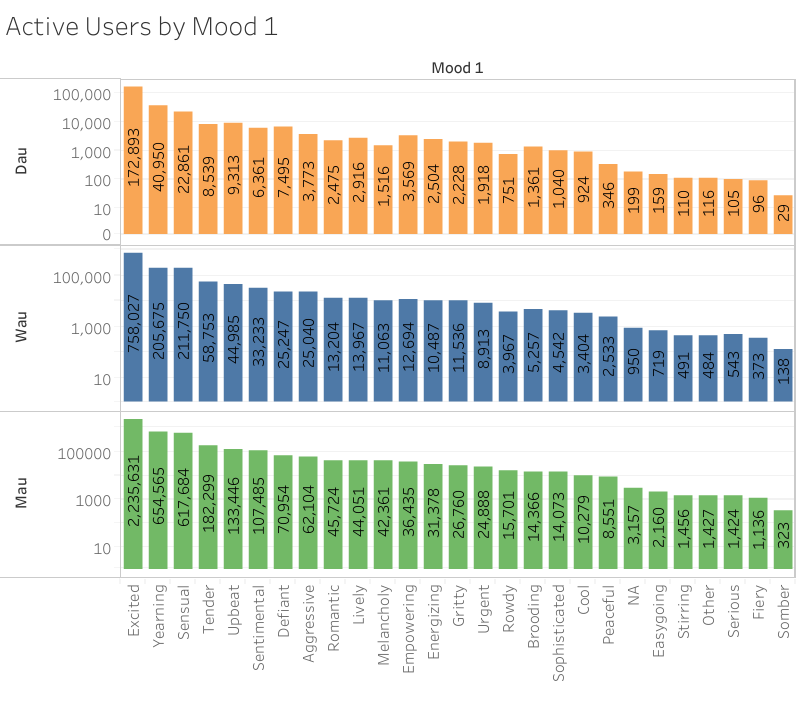 Active Users by Mood 1
Mood 1
Dau
100,000
10,000
1,000
100
10
0
172,893 40,950 22,861 8,539 9,313 6,361 7,495 3,773 2,475 2,916 1,516 3,569 2,504 2,228 1,918 751 1,361 1,040 924 346 199 159 110 116 105 96 29
Wau
100,000
1,000
10
758,027 205,675 211,750 58,753 44,985 33,233 25,247 25,040 13,204 13,967 11,063 12,694 10,487 11,536 8,913 3,967 5,257 4,542 3,404 2,533 950 719 491 484 543 373 138
Mau
100000
1000
10
2,235,631 654,565 617,684 182,299 133,446 107,485 70,954 62,104 45,724 44,051 42,361 36,435 31,378 26,760 24,888 15,701 14,366 14,073 10,279 8,551 3,157 2,160 1,456 1,427 1,424 1,136 323
Excited Yearning Sensual Tender Upbeat Sentimental Defiant Aggressive Romantic Lively Melancholy Empowering Energizing Gritty Urgent Rowdy Brooding Sophisticated Cool Peaceful NA Easygoing Stirring Other Serious Fiery Somber